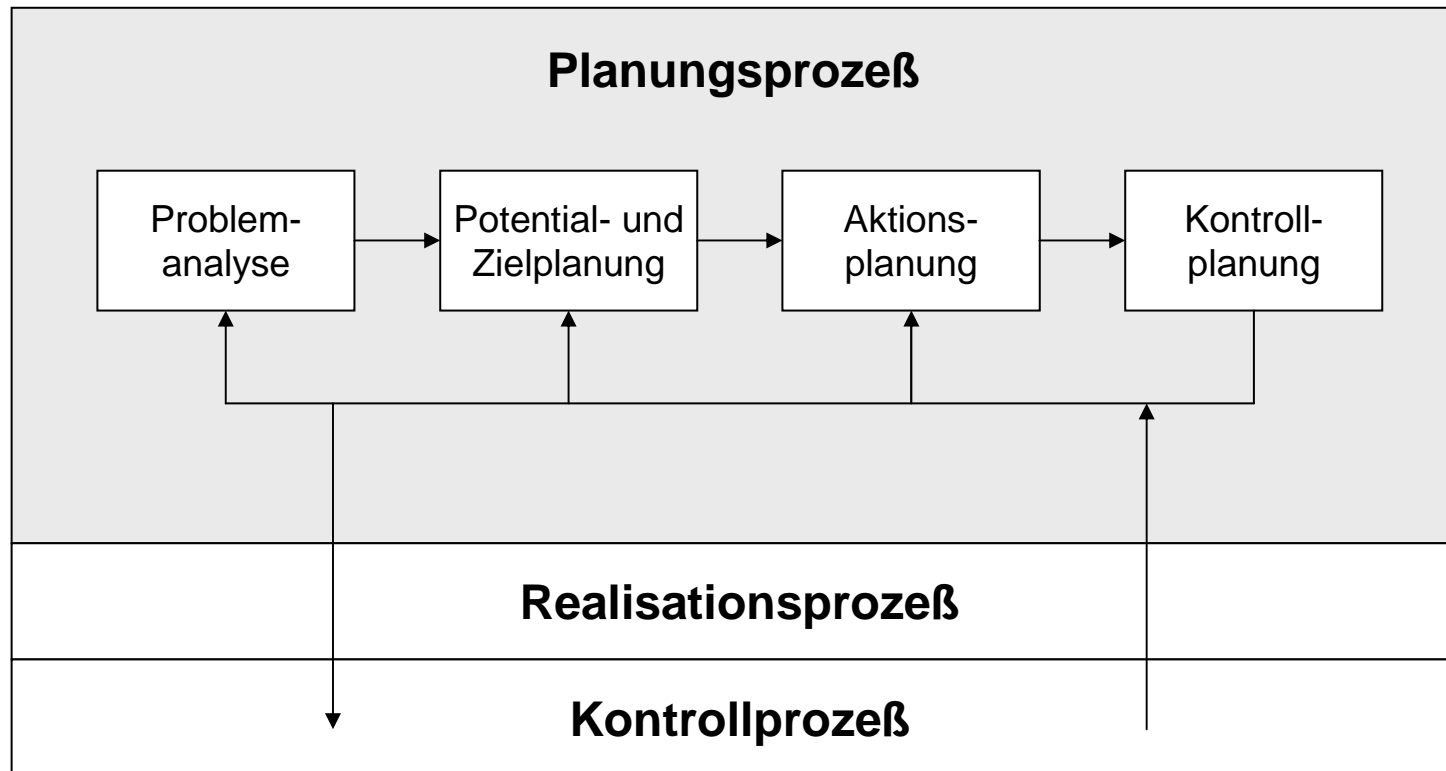 Planungsprozeß
Problem-
analyse
Potential- und
Zielplanung
Aktions-
planung
Kontroll-
planung
Realisationsprozeß
Kontrollprozeß